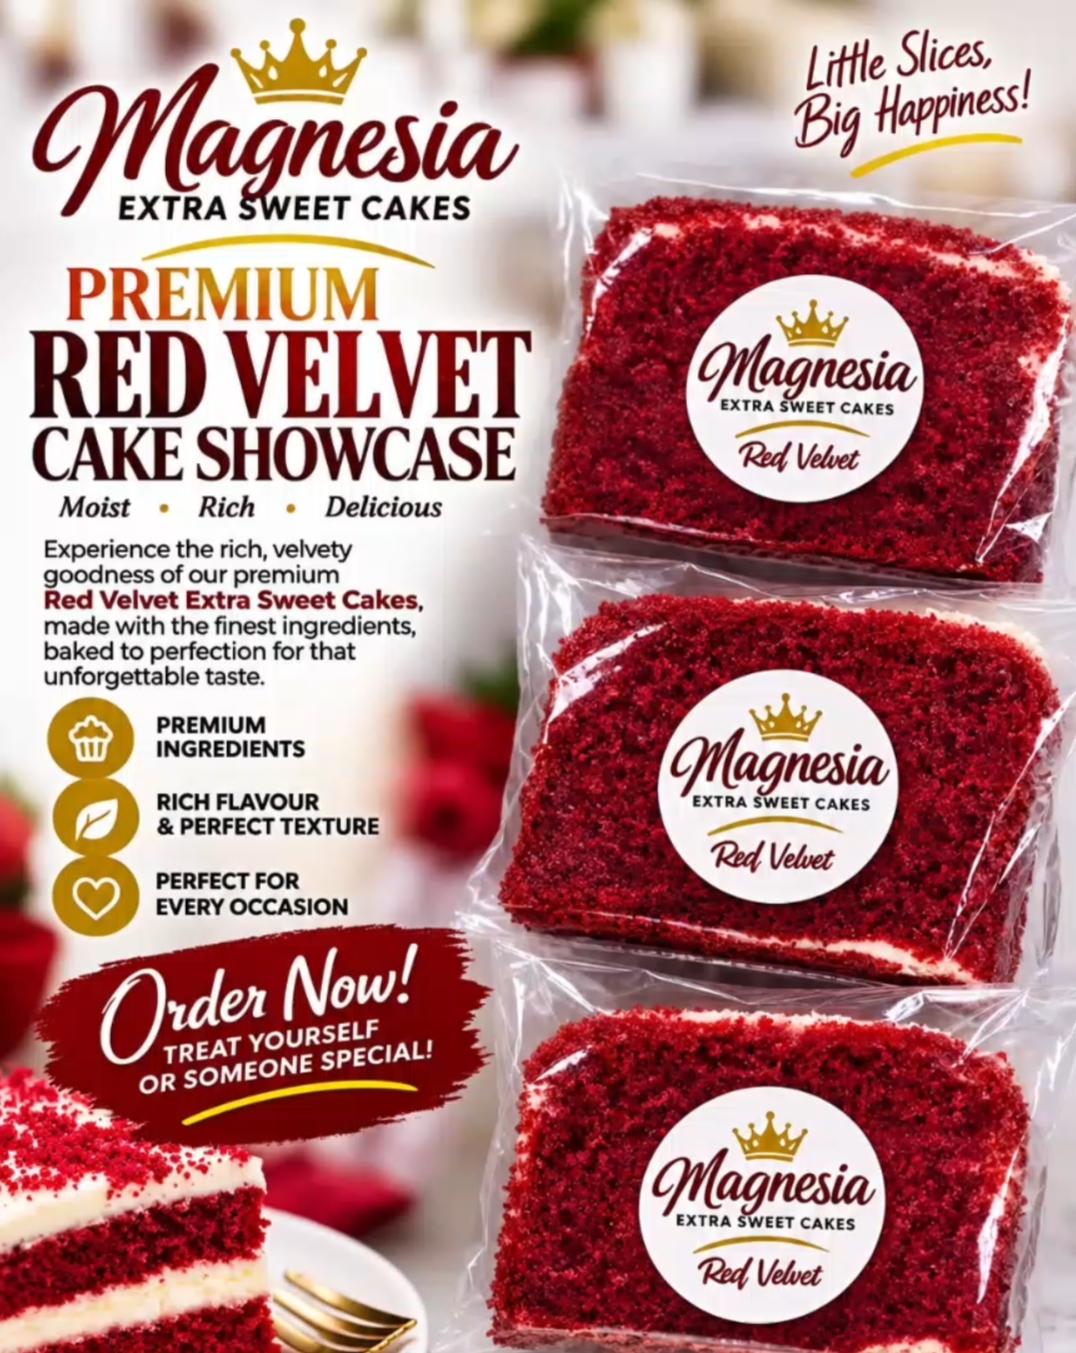 Magnesia
EXTRA SWEET CAKES
Little Slices,
Big Happiness!
PREMIUM
RED VELVET
CAKE SHOWCASE
Moist • Rich • Delicious
Experience the rich, velvety
goodness of our premium
Red Velvet Extra Sweet Cakes,
made with the finest ingredients,
baked to perfection for that
unforgettable taste.
PREMIUM
INGREDIENTS
RICH FLAVOUR
& PERFECT TEXTURE
PERFECT FOR
EVERY OCCASION
Order Now!
TREAT YOURSELF
OR SOMEONE SPECIAL!
Magnesia
EXTRA SWEET CAKES
Red Velvet
Magnesia
EXTRA SWEET CAKES
Red Velvet
Magnesia
EXTRA SWEET CAKES
Red Velvet